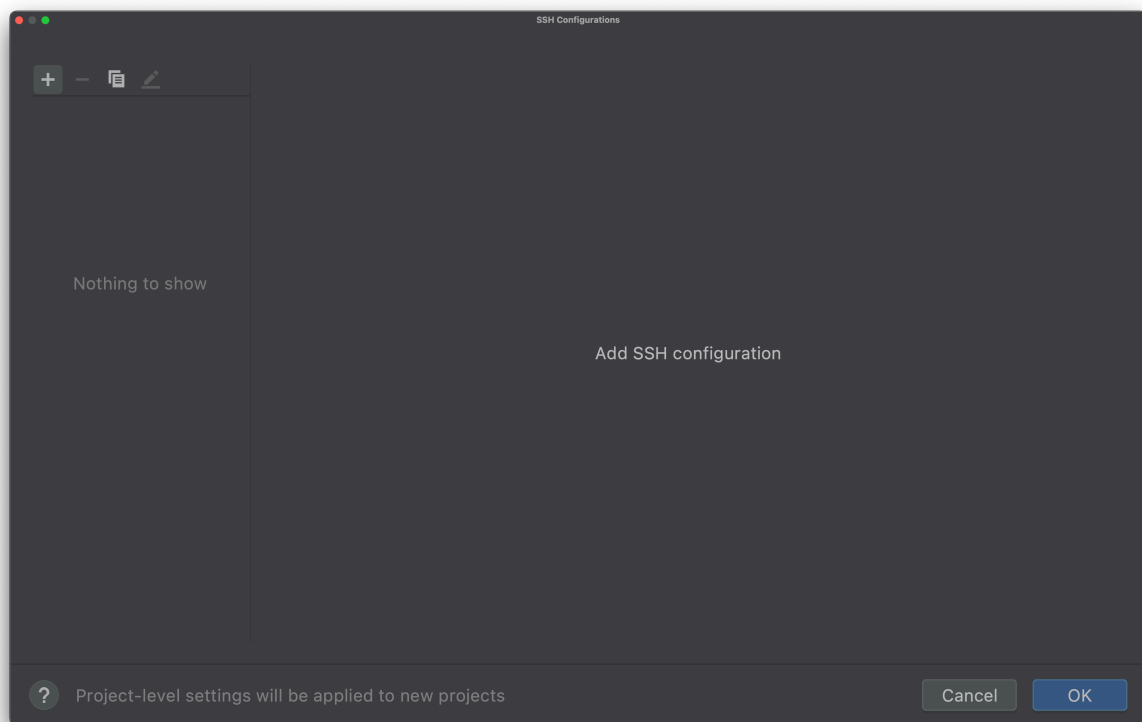 SSH Configurations
Nothing to show
Add SSH configuration
? Project-level settings will be applied to new projects
Cancel
OK